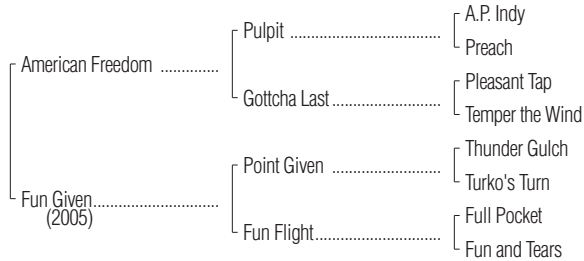 A.P. Indy
Pulpit ........................................
Preach
American Freedom ..............
Pleasant Tap
Gottcha Last ............................
Temper the Wind
Thunder Gulch
Point Given ...........................
Turko's Turn
Fun Given ...............................
(2005)
Full Pocket
Fun Flight ................................
Fun and Tears